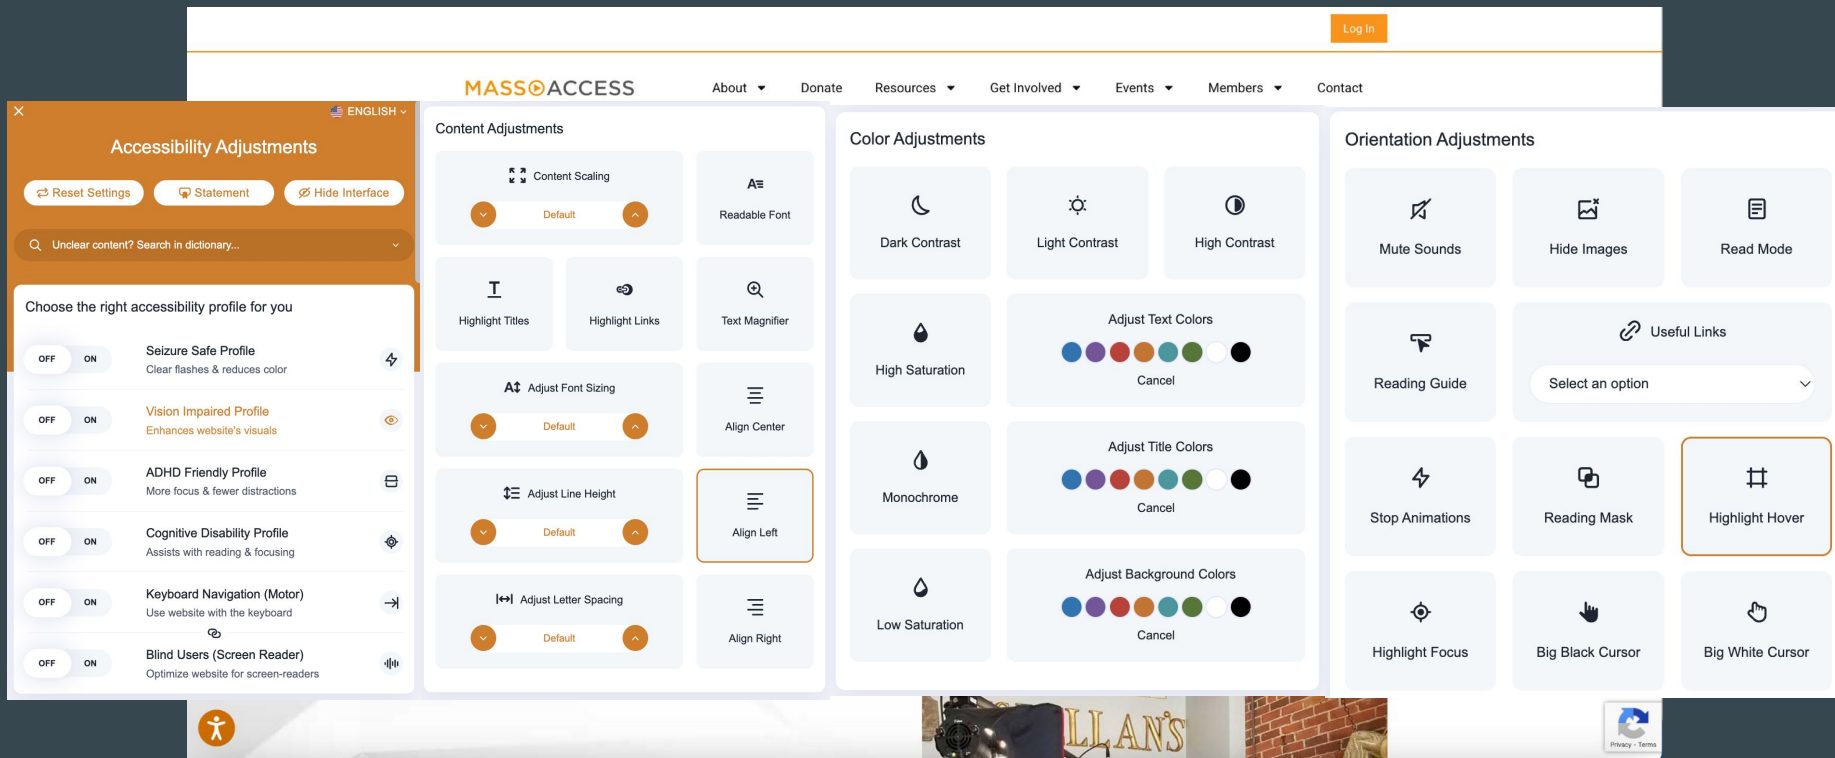 Log In
MASS ACCESS
About
Donate
Resources
Get Involved
Events
Members
Contact
ENGLISH
Accessibility Adjustments
Reset Settings
Statement
Hide Interface
Unclear content? Search in dictionary...
Choose the right accessibility profile for you
OFF ON
Seizure Safe Profile
Clear flashes & reduces color
OFF ON
Vision Impaired Profile
Enhances website's visuals
OFF ON
ADHD Friendly Profile
More focus & fewer distractions
OFF ON
Cognitive Disability Profile
Assists with reading & focusing
OFF ON
Keyboard Navigation (Motor)
Use website with the keyboard
OFF ON
Blind Users (Screen Reader)
Optimize website for screen-readers
Content Adjustments
Content Scaling
Default
Readable Font
Highlight Titles
Highlight Links
Text Magnifier
Adjust Font Sizing
Default
Align Center
Adjust Line Height
Default
Align Left
Adjust Letter Spacing
Default
Align Right
Color Adjustments
Dark Contrast
Light Contrast
High Contrast
High Saturation
Adjust Text Colors
Cancel
Monochrome
Adjust Title Colors
Cancel
Low Saturation
Adjust Background Colors
Cancel
Orientation Adjustments
Mute Sounds
Hide Images
Read Mode
Reading Guide
Useful Links
Select an option
Stop Animations
Reading Mask
Highlight Hover
Highlight Focus
Big Black Cursor
Big White Cursor
Privacy - Terms